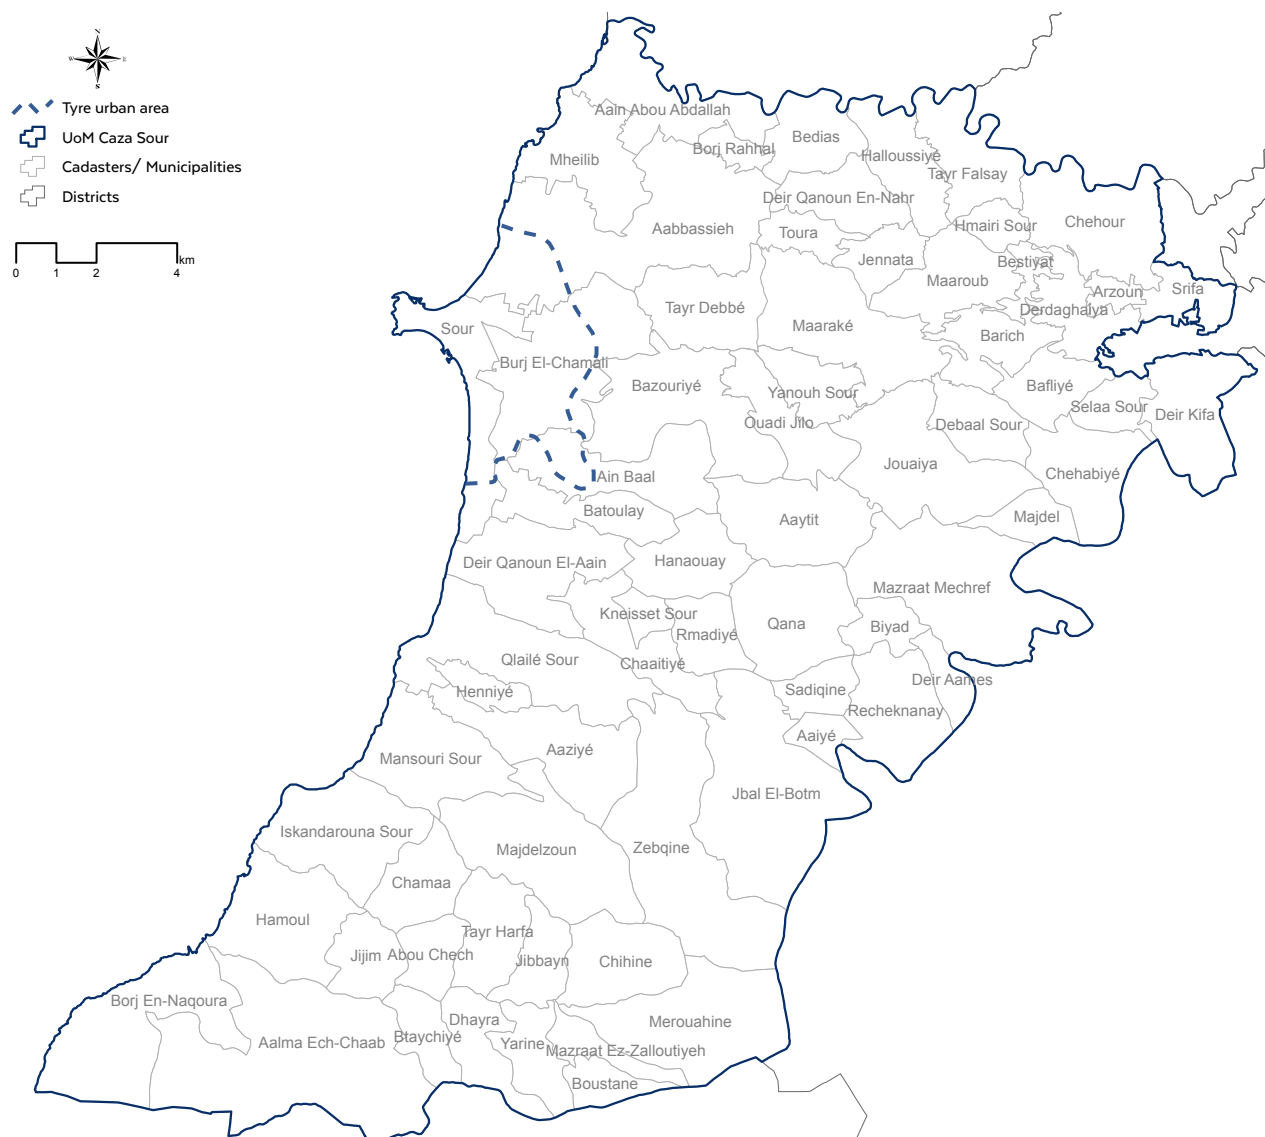 N
W
E
S
Tyre urban area
UoM Caza Sour
Cadasters/ Municipalities
Districts
km
0 1 2 4
Aain Abou Abdallah
Bedias
Borj Rahhal
Mheilib
Halloussiyé
Tayr Falsay
Deir Qanoun En-Nahr
Aabbassieh
Toura
Hmairi Sour
Chehour
Jennata
Bestiyat
Maaroub
Arzoun
Srifa
Tayr Debbé
Derdaghaiya
Sour
Maaraké
Barich
Burj El-Chamali
Bazouriyé
Yanouh Sour
Bafliyé
Selaa Sour
Deir Kifa
Ouadi Jilo
Debaal Sour
Jouaiya
Ain Baal
Chehabiyé
Batoulay
Aaytit
Majdel
Deir Qanoun El-Aain
Hanaouay
Mazraat Mechref
Kneisset Sour
Rmadiyé
Qana
Biyad
Qlailé Sour
Chaaitiyé
Deir Aames
Henniyé
Sadiqine
Recheknanay
Aaiyé
Mansouri Sour
Aaziyé
Jbal El-Botm
Iskandarouna Sour
Majdelzoun
Zebqine
Chamaa
Hamoul
Tayr Harfa
Jijim
Abou Chech
Jibbayn
Chihine
Borj En-Naqoura
Dhayra
Merouahine
Aalma Ech-Chaab
Btaychiyé
Yarine
Mazraat Ez-Zalloutiyeh
Boustane